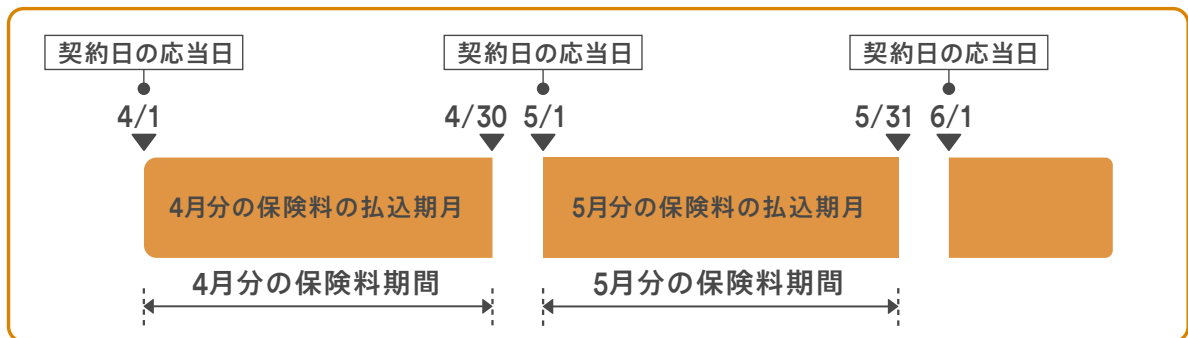 契約日の応当日 契約日の応当日 契約日の応当日
4/1 4/30 5/1 5/31 6/1
4月分の保険料の払込期月 5月分の保険料の払込期月
4月分の保険料期間 5月分の保険料期間